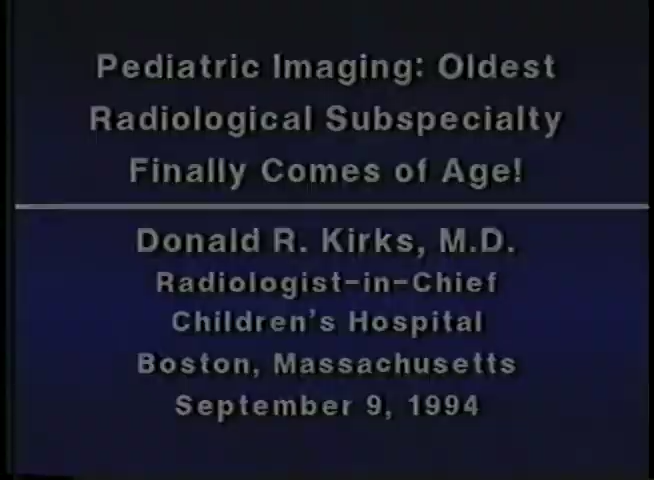 Pediatric Imaging: Oldest
Radiological Subspecialty
Finally Comes of Age!
Donald R. Kirks, M.D.
Radiologist-in-Chief
Children's Hospital
Boston, Massachusetts
September 9, 1994